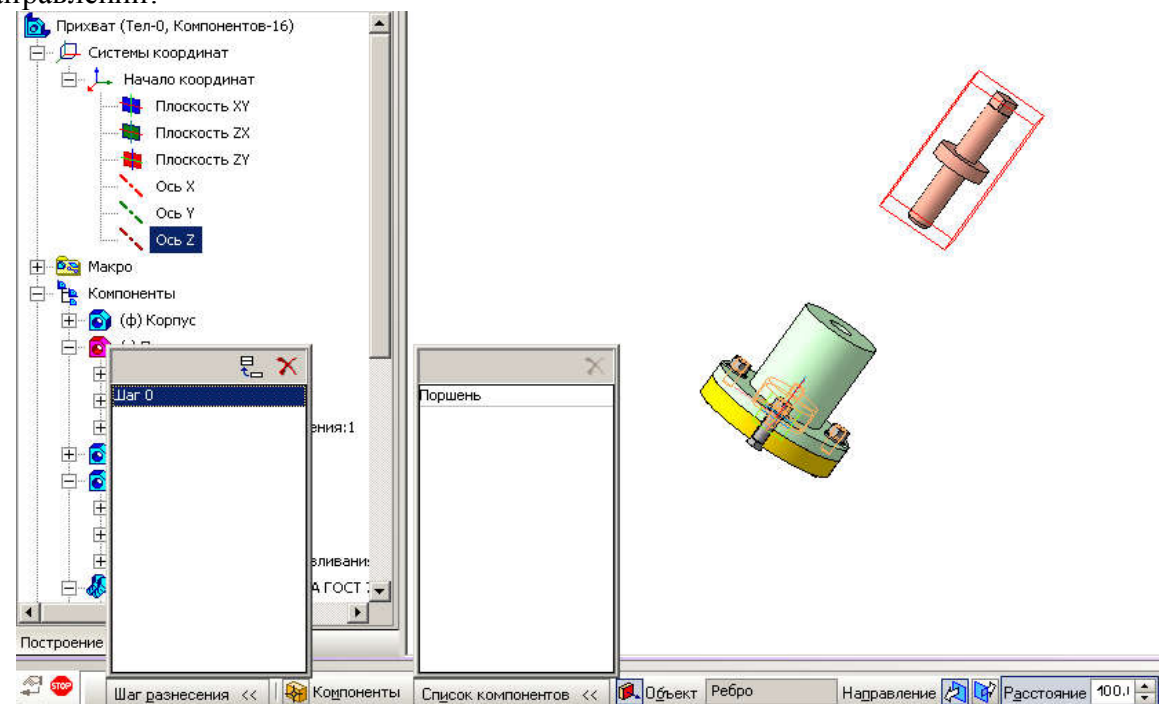 Прихват (Тел-0, Компонентов-16)
Системы координат
Начало координат
Плоскость XY
Плоскость ZX
Плоскость ZY
Ось X
Ось Y
Ось Z
Макро
Компоненты
(ф) Корпус
Шаг 0
Поршень
ения:1
вливани
А ГОСТ
Построение
STOP
Шаг разнесения <<
Компоненты
Список компонентов <<
Объект
Ребро
Направление
Расстояние
100.